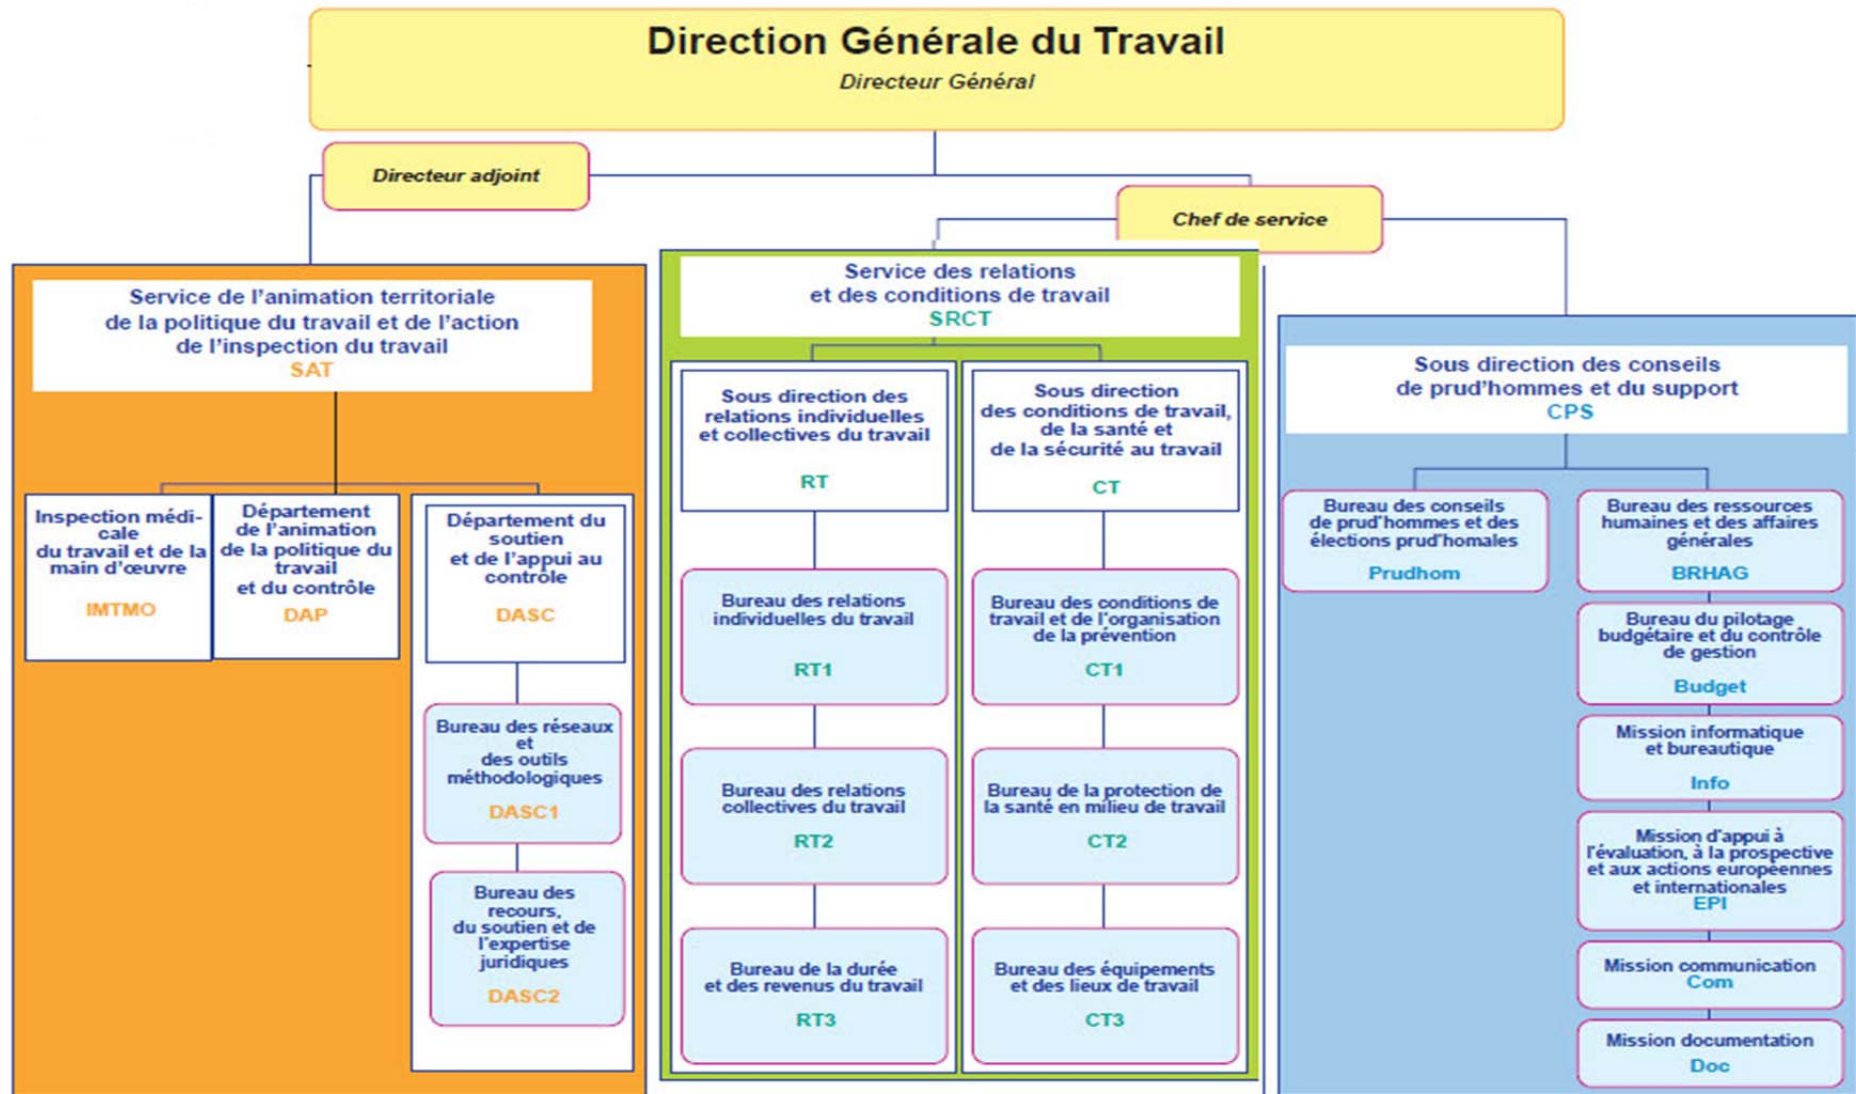 Direction Générale du Travail
Directeur Général
Directeur adjoint
Chef de service
Service de l'animation territoriale
de la politique du travail et de l'action
de l'inspection du travail
SAT
Inspection médi-
cale
du travail et de la
main d'œuvre
IMTMO
Département
de l'animation
de la politique du
travail
et du contrôle
DAP
Département du
soutien
et de l'appui au
contrôle
DASC
Bureau des réseaux
et
des outils
méthodologiques
DASC1
Bureau des
recours,
du soutien et de
l'expertise
juridiques
DASC2
Service des relations
et des conditions de travail
SRCT
Sous direction des
relations individuelles
et collectives du travail
RT
Bureau des relations
individuelles du travail
RT1
Bureau des relations
collectives du travail
RT2
Bureau de la durée
et des revenus du travail
RT3
Sous direction
des conditions de travail,
de la santé et
de la sécurité au travail
CT
Bureau des conditions de
travail et de l'organisation
de la prévention
CT1
Bureau de la protection de
la santé en milieu de travail
CT2
Bureau des équipements
et des lieux de travail
CT3
Sous direction des conseils
de prud'hommes et du support
CPS
Bureau des conseils
de prud'hommes et des
élections prud'homales
Prudhom
Bureau des ressources
humaines et des affaires
générales
BRHAG
Bureau du pilotage
budgétaire et du contrôle
de gestion
Budget
Mission informatique
et bureautique
Info
Mission d'appui à
l'évaluation, à la prospective
et aux actions européennes
et internationales
EPI
Mission communication
Com
Mission documentation
Doc